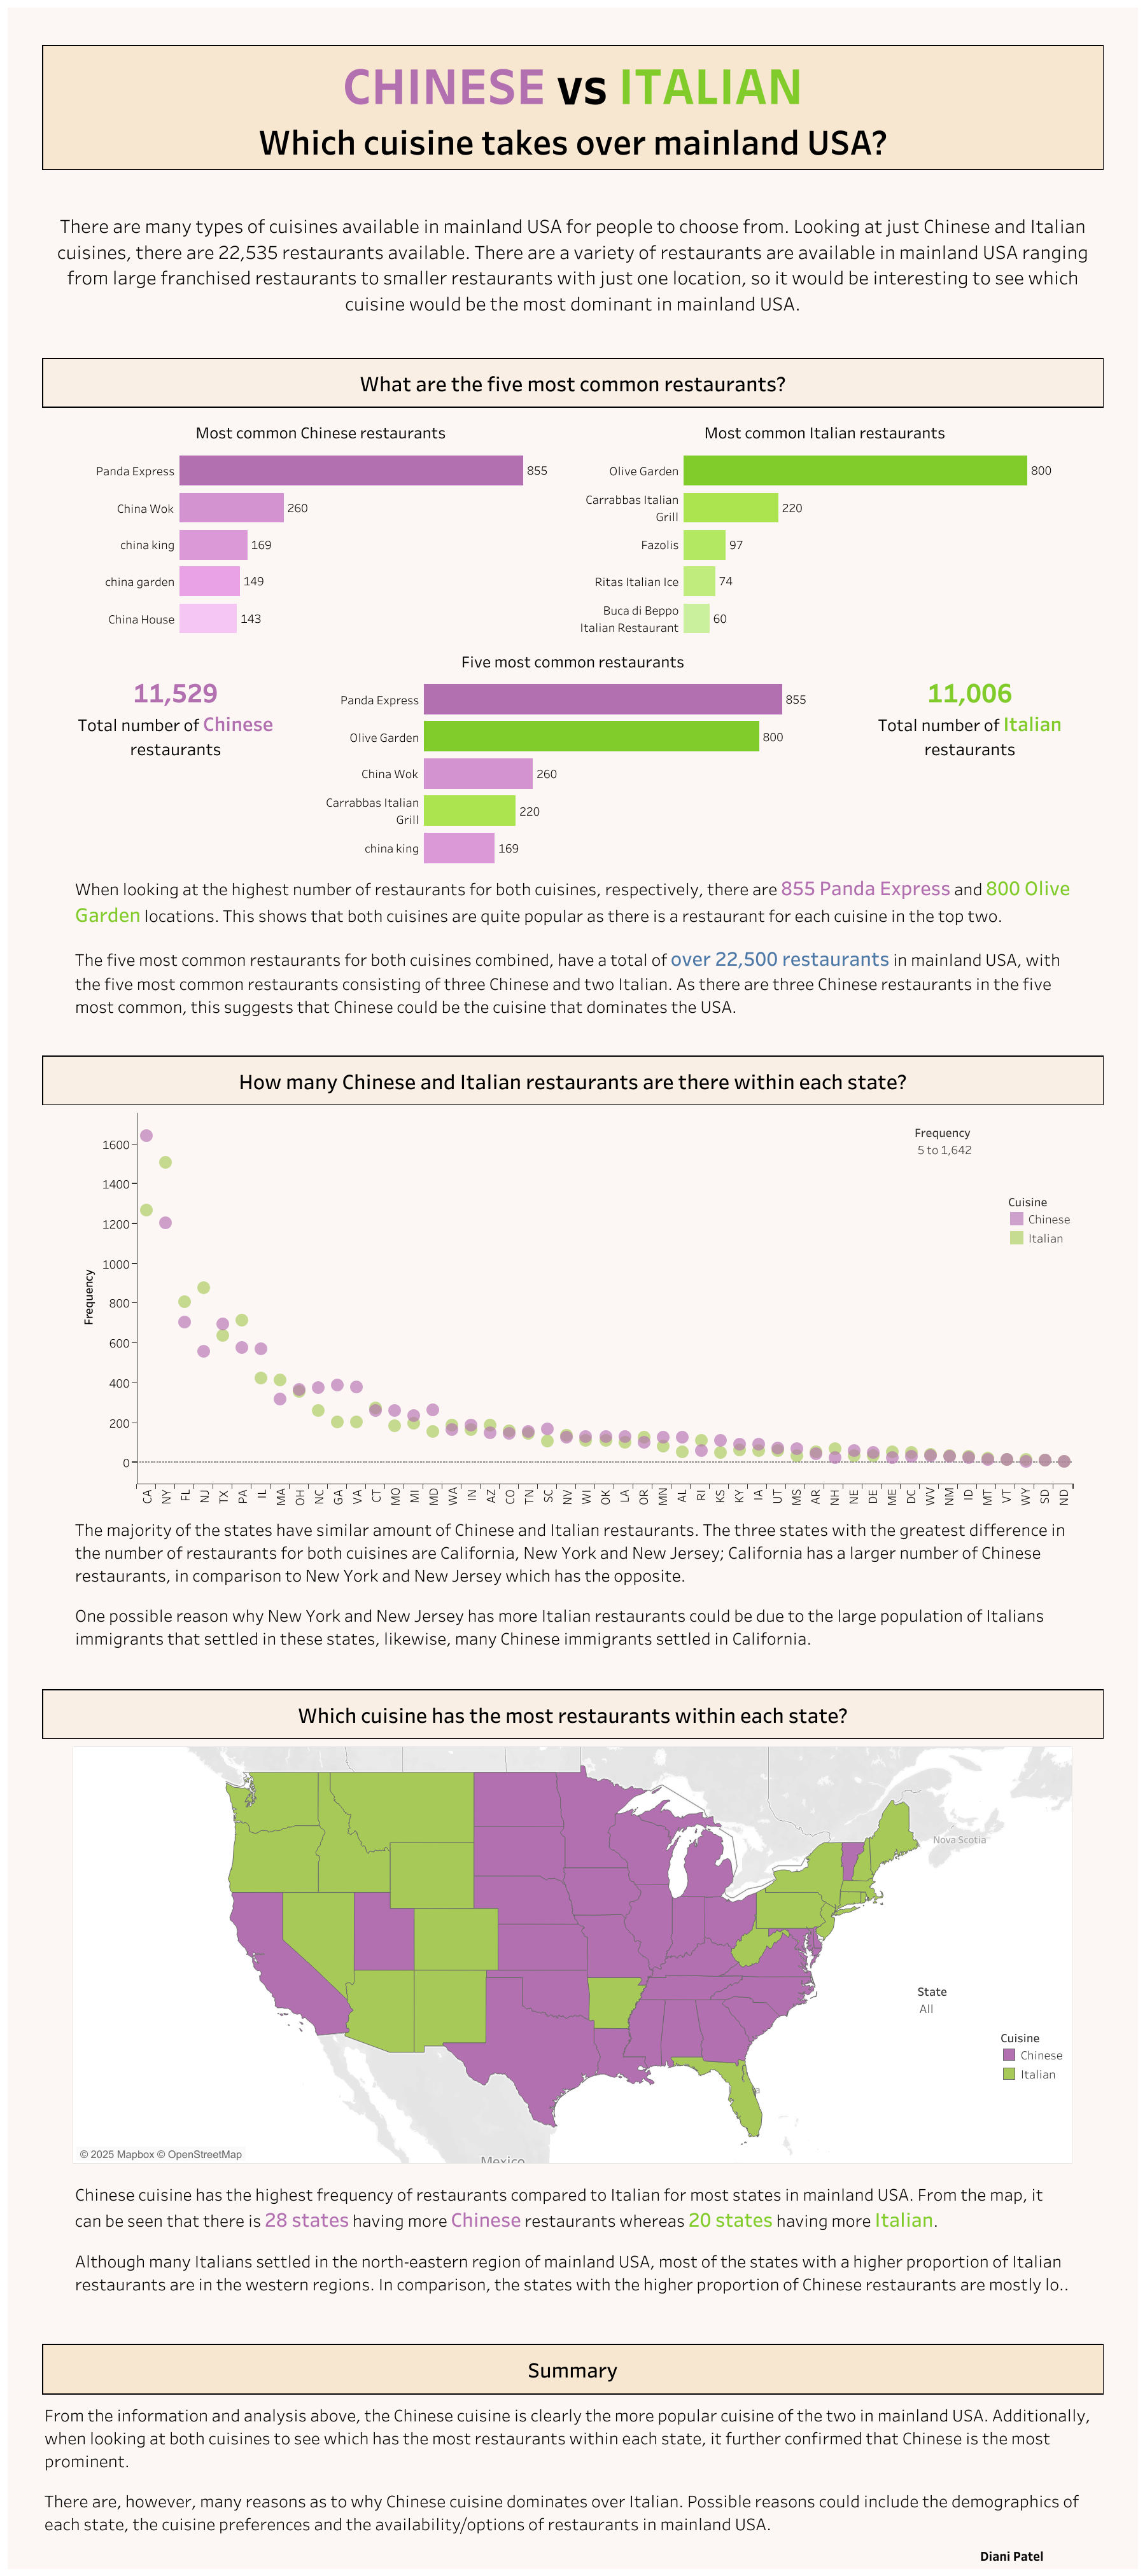 CHINESE vs ITALIAN
Which cuisine takes over mainland USA?
There are many types of cuisines available in mainland USA for people to choose from. Looking at just Chinese and Italian
cuisines, there are 22,535 restaurants available. There are a variety of restaurants are available in mainland USA ranging
from large franchised restaurants to smaller restaurants with just one location, so it would be interesting to see which
cuisine would be the most dominant in mainland USA.
What are the five most common restaurants?
Most common Chinese restaurants
Panda Express 855
China Wok 260
china king 169
china garden 149
China House 143
Most common Italian restaurants
Olive Garden 800
Carrabbas Italian
Grill 220
Fazolis 97
Ritas Italian Ice 74
Buca di Beppo
Italian Restaurant 60
11,529
Total number of Chinese
restaurants
Five most common restaurants
Panda Express 855
Olive Garden 800
China Wok 260
Carrabbas Italian
Grill 220
china king 169
11,006
Total number of Italian
restaurants
When looking at the highest number of restaurants for both cuisines, respectively, there are 855 Panda Express and 800 Olive
Garden locations. This shows that both cuisines are quite popular as there is a restaurant for each cuisine in the top two.
The five most common restaurants for both cuisines combined, have a total of over 22,500 restaurants in mainland USA, with
the five most common restaurants consisting of three Chinese and two Italian. As there are three Chinese restaurants in the five
most common, this suggests that Chinese could be the cuisine that dominates the USA.
How many Chinese and Italian restaurants are there within each state?
Frequency
1600
1400
1200
1000
800
600
400
200
0
Frequency
5 to 1,642
Cuisine
Chinese
Italian
CA NY FL NJ TX PA IL MA OH NC GA VA CT MO MI MD WA IN AZ CO TN SC NV WI OK LA OR MN AL RI KS KY IA UT MS AR NH NE DE ME DC WV NM ID MT VT WY SD ND
The majority of the states have similar amount of Chinese and Italian restaurants. The three states with the greatest difference in
the number of restaurants for both cuisines are California, New York and New Jersey; California has a larger number of Chinese
restaurants, in comparison to New York and New Jersey which has the opposite.
One possible reason why New York and New Jersey has more Italian restaurants could be due to the large population of Italians
immigrants that settled in these states, likewise, many Chinese immigrants settled in California.
Which cuisine has the most restaurants within each state?
Nova Scotia
State
All
Cuisine
Chinese
Italian
© 2025 Mapbox © OpenStreetMap
Mexico
Chinese cuisine has the highest frequency of restaurants compared to Italian for most states in mainland USA. From the map, it
can be seen that there is 28 states having more Chinese restaurants whereas 20 states having more Italian.
Although many Italians settled in the north-eastern region of mainland USA, most of the states with a higher proportion of Italian
restaurants are in the western regions. In comparison, the states with the higher proportion of Chinese restaurants are mostly lo..
Summary
From the information and analysis above, the Chinese cuisine is clearly the more popular cuisine of the two in mainland USA. Additionally,
when looking at both cuisines to see which has the most restaurants within each state, it further confirmed that Chinese is the most
prominent.
There are, however, many reasons as to why Chinese cuisine dominates over Italian. Possible reasons could include the demographics of
each state, the cuisine preferences and the availability/options of restaurants in mainland USA.
Diani Patel